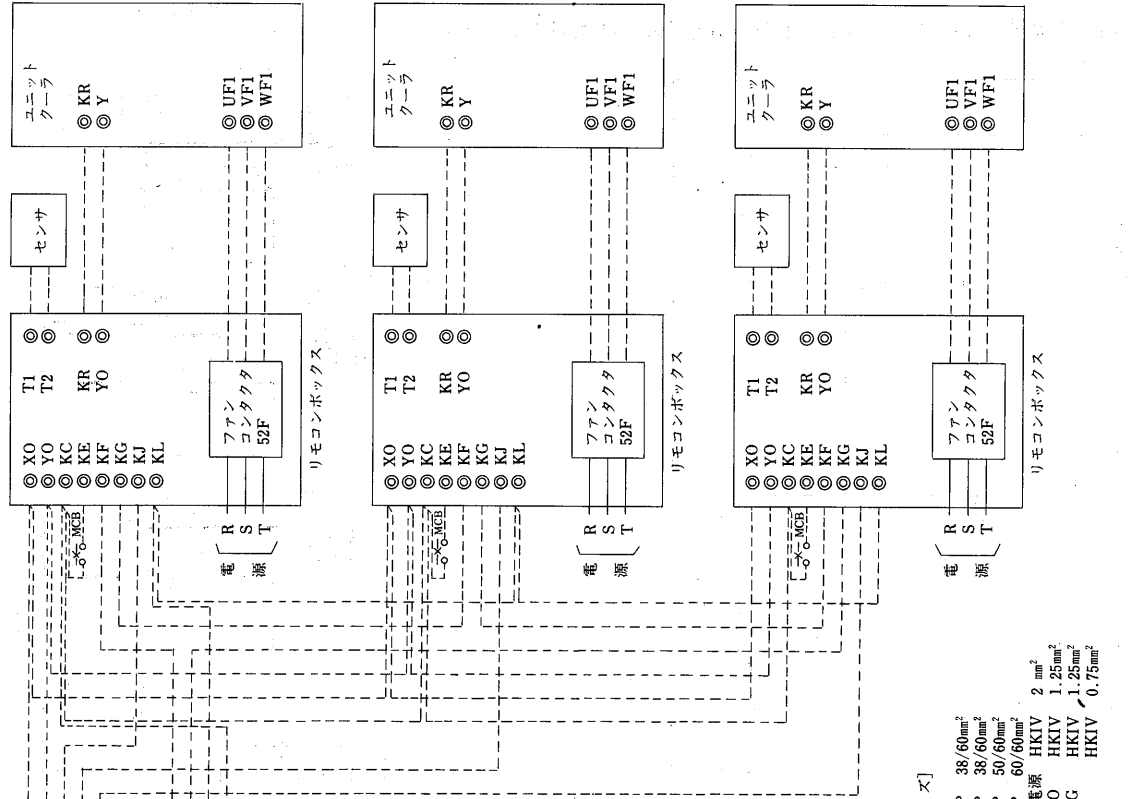 ユニット
クーラ
KR
Y
UF1
VF1
WF1
センサ
T1
T2
KR
YO
XO
YO
KC
KE
KF
KG
KJ
KL
ファン
コンタクタ
52F
リモコンボックス
MCB
R
S
T
電
源
ユニット
クーラ
KR
Y
UF1
VF1
WF1
センサ
T1
T2
KR
YO
XO
YO
KC
KE
KF
KG
KJ
KL
ファン
コンタクタ
52F
リモコンボックス
MCB
R
S
T
電
源
ユニット
クーラ
KR
Y
UF1
VF1
WF1
センサ
T1
T2
KR
YO
XO
YO
KC
KE
KF
KG
KJ
KL
ファン
コンタクタ
52F
リモコンボックス
MCB
R
S
T
電
源
ズ]
38/60mm²
38/60mm²
50/60mm²
60/60mm²
電源 HKIV 2 mm²
O HKIV 1.25mm²
G HKIV 1.25mm²
HKIV 0.75mm²